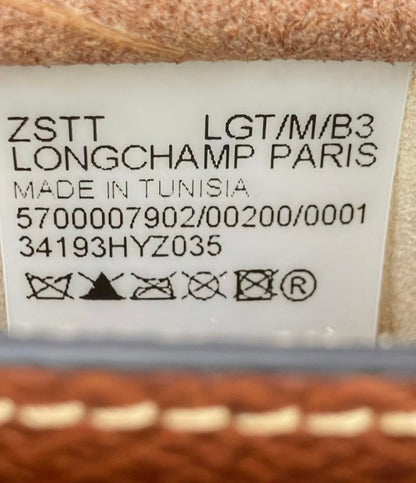 ZSTT LGT/M/B3
LONGCHAMP PARIS
MADE IN TUNISIA
5700007902/00200/0001
34193HYZ035
®